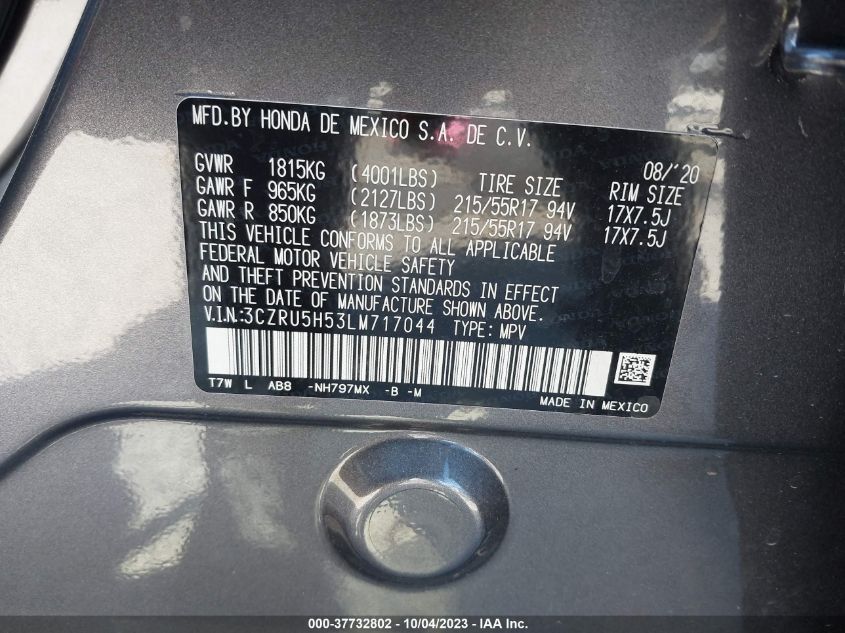 MFD.BY HONDA DE MEXICO S.A. DE C.V.
08/'20
GVWR 1815KG (4001LBS) TIRE SIZE RIM SIZE
GAWR F 965KG (2127LBS) 215/55R17 94V 17X7.5J
GAWR R 850KG (1873LBS) 215/55R17 94V 17X7.5J
THIS VEHICLE CONFORMS TO ALL APPLICABLE
FEDERAL MOTOR VEHICLE SAFETY
AND THEFT PREVENTION STANDARDS IN EFFECT
ON THE DATE OF MANUFACTURE SHOWN ABOVE.
V.I.N.:3CZRU5H53LM717044 TYPE: MPV
T7W L AB8 -NH797MX -B -M
MADE IN MEXICO
000-37732802 - 10/04/2023 - IAA Inc.